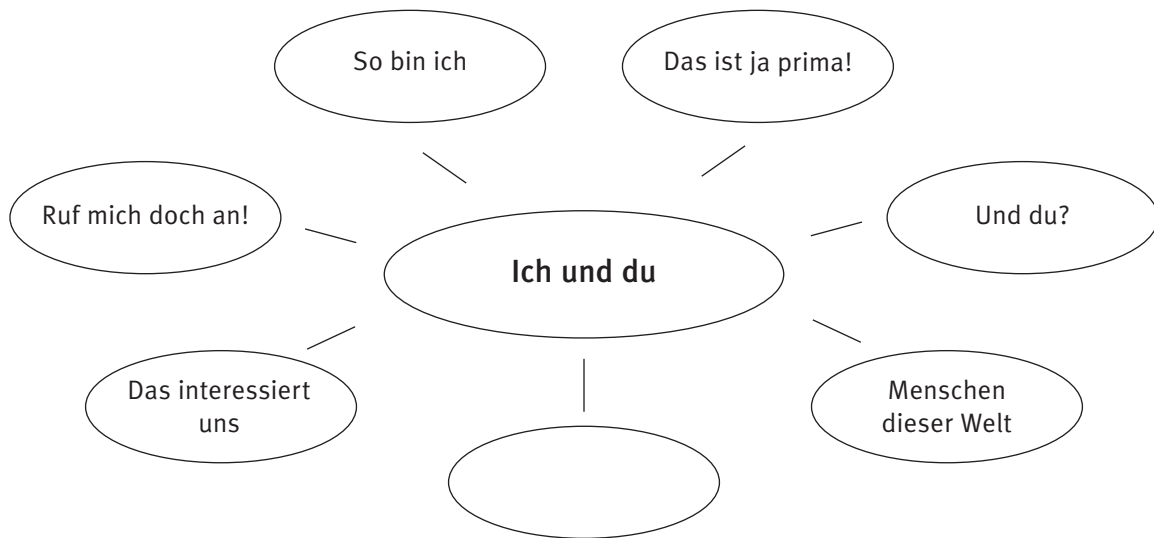 So bin ich
Das ist ja prima!
Ruf mich doch an!
Und du?
Ich und du
Das interessiert
uns
Menschen
dieser Welt